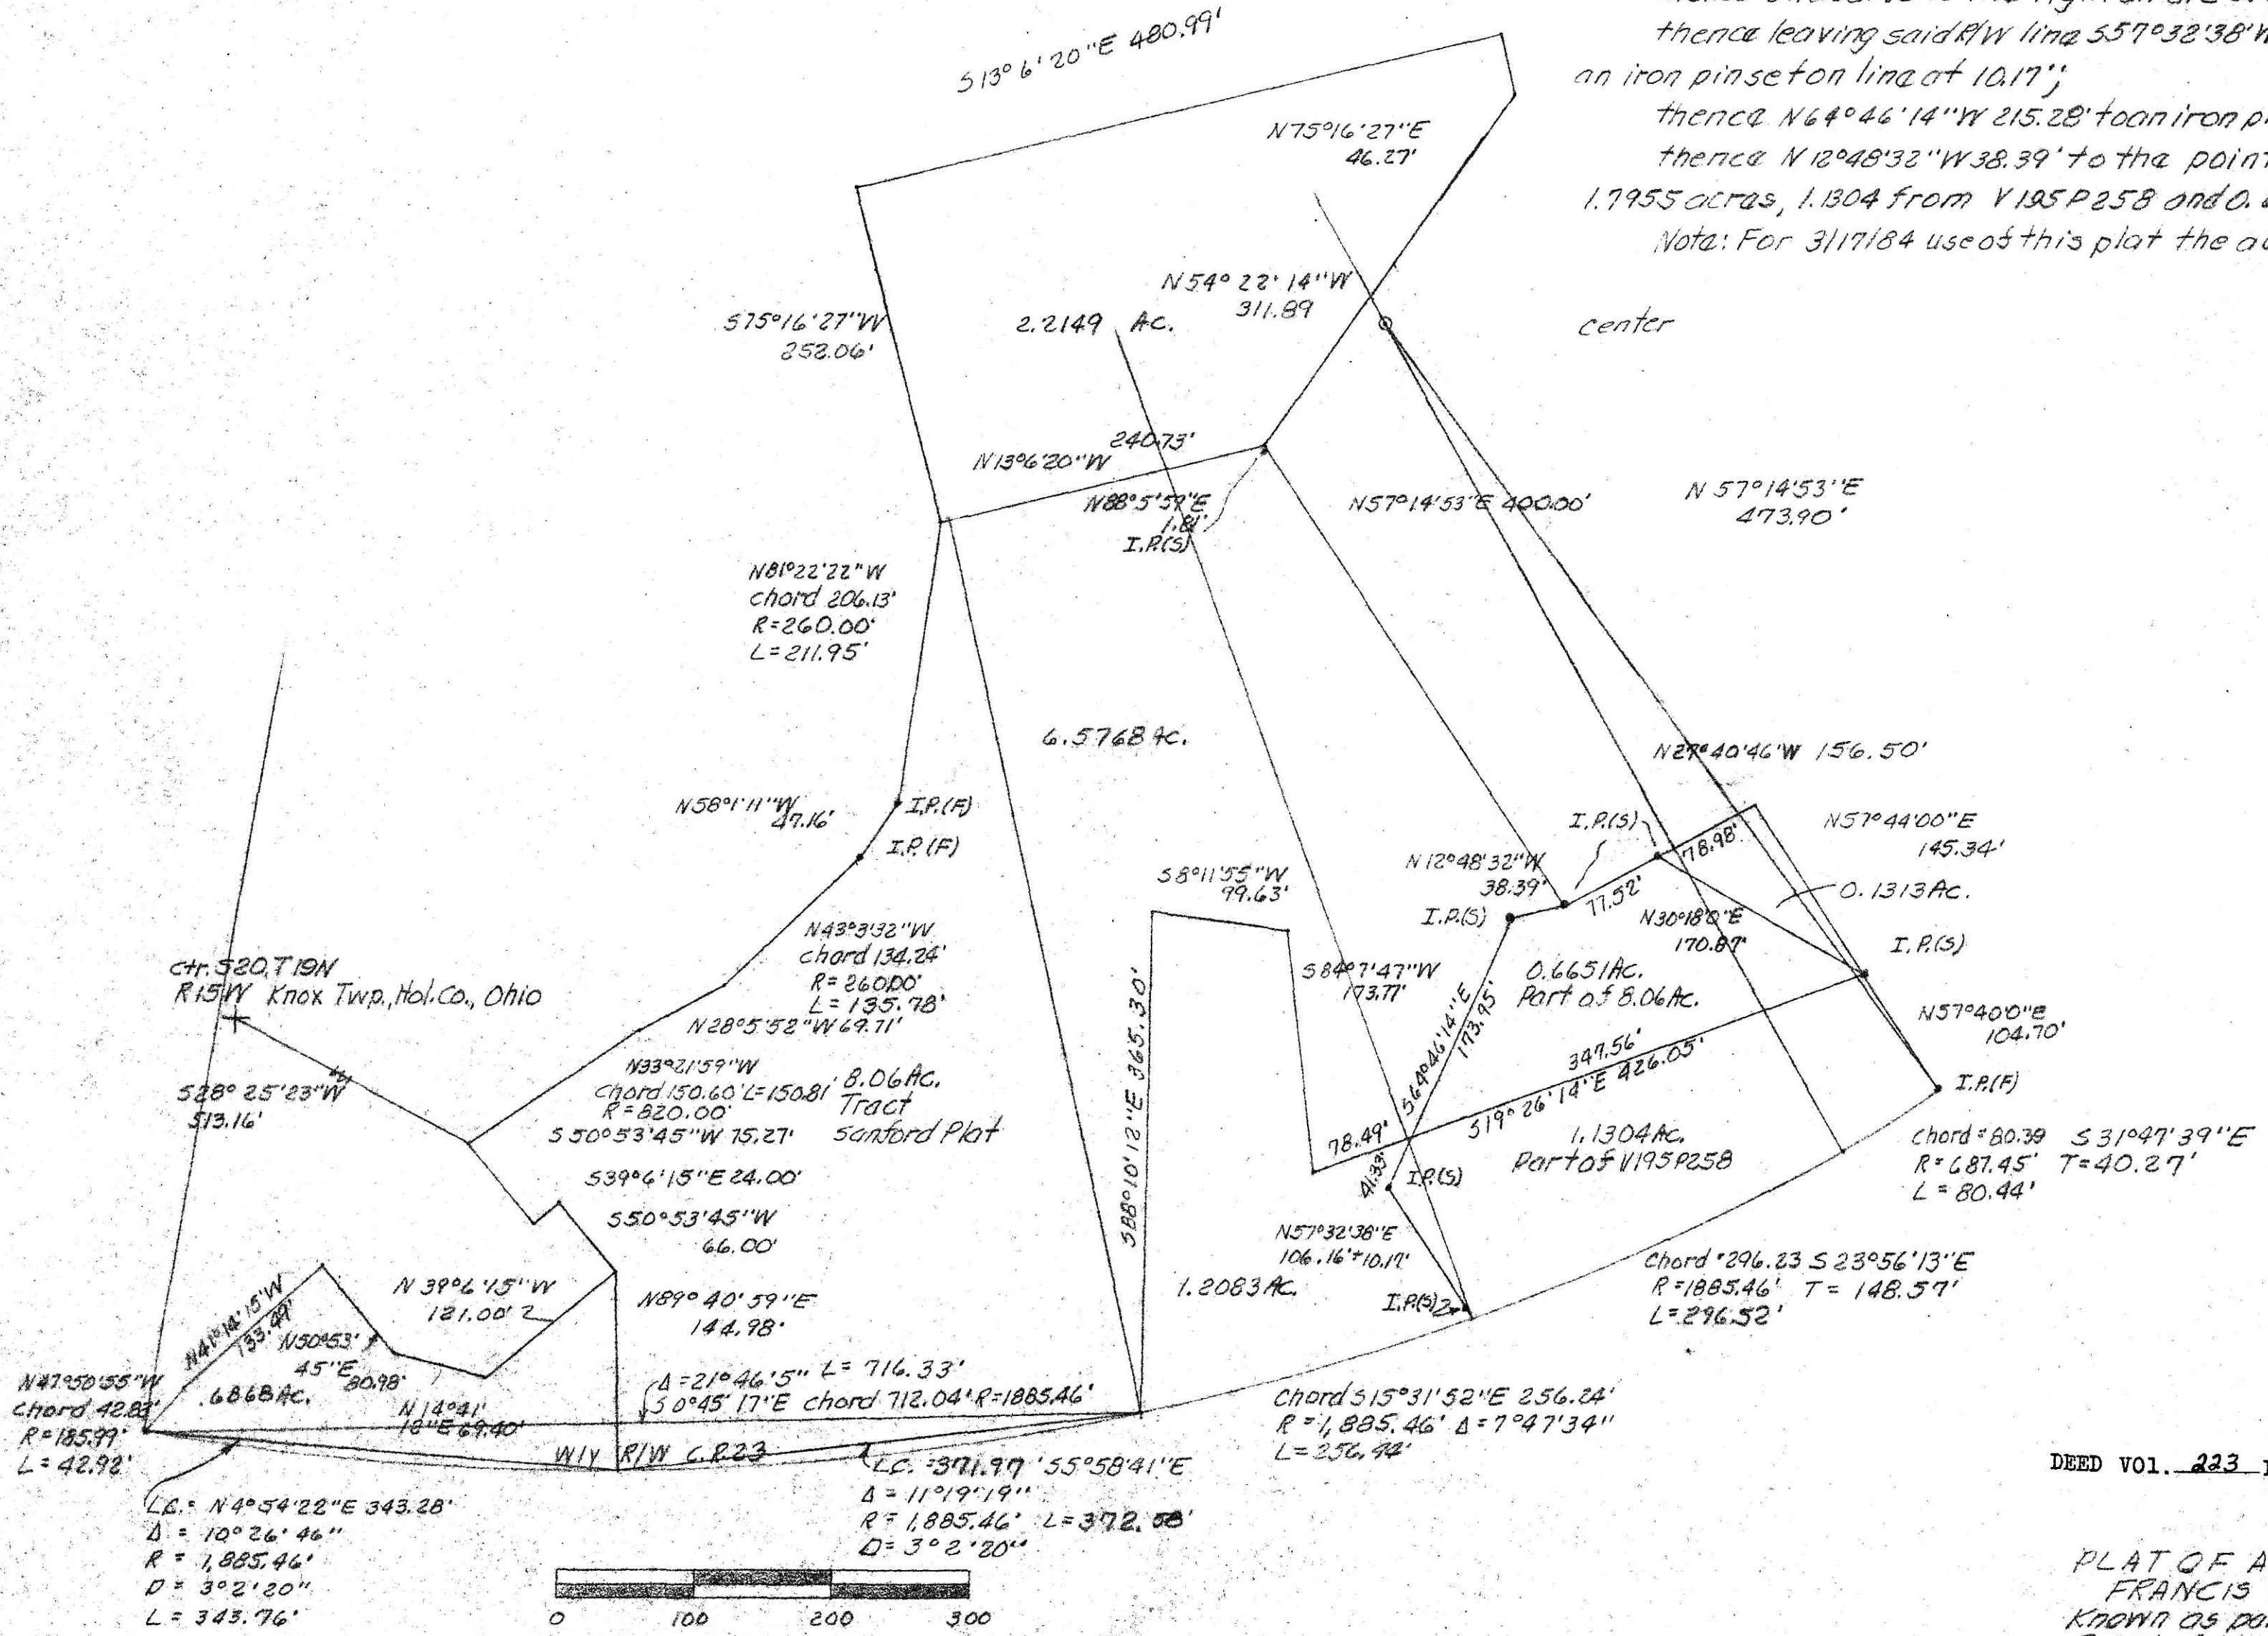 thence leaving said R/W line S57°32'38"W
an iron pin set on line at 10.17';
thence N64°46'14"W 215.28' to an iron p
thence N12°48'32"W 38.39' to the point
1.7955 acres, 1.1304 from V195P258 and 0.
Note: For 3/17/84 use of this plat the a
S13°6'20"E 480.99'
N75°16'27"E
46.27'
N54°22'14"W
311.89
center
S75°16'27"W
252.06'
2.2149 AC.
240.73'
N13°6'20"W
N88°5'59"E
1.81'
I.P.(S)
N57°14'53"E 400.00'
N 57°14'53"E
473.90'
N81°22'22"W
chord 206.13'
R=260.00'
L=211.95'
6.5768 Ac.
N27°40'46"W 156.50'
N58°1'11"W
47.16'
I.P.(F)
I.P.(F)
I.P.(S)
78.98'
N57°44'00"E
145.34'
S8°11'55"W
99.63'
N12°48'32"W
38.39'
77.52'
0.1313 AC.
I.P.(S)
N30°18'0"E
170.87'
I.P.(S)
N43°3'32"W
chord 134.24'
R=260.00'
L=135.78'
ctr. S20, T19N
R15W Knox Twp., Hol. Co., Ohio
S84°7'47"W
173.77'
0.6651 AC.
Part of 8.06 Ac.
S64°46'14"E
173.95'
N57°40'0"E
104.70'
N28°5'52"W 69.71'
347.56'
S19°26'14"E 426.05'
I.P.(F)
S28°25'23"W
513.16'
N33°21'59"W
Chord 150.60' L=150.81'
R=820.00'
8.06 Ac.
Tract
Sanford Plat
S50°53'45"W 75.27'
S88°10'12"E 365.30'
78.49'
1.1304 AC.
Part of V195P258
41.33'
I.P.(S)
Chord=80.39 S31°47'39"E
R=687.45' T=40.27'
L=80.44'
S39°6'15"E 24.00'
S50°53'45"W
66.00'
N57°32'38"E
106.16'+10.17'
N41°14'15"W
133.49'
N39°6'15"W
121.00'
N89°40'59"E
144.98'
1.2083 AC.
I.P.(S)
Chord=296.23 S23°56'13"E
R=1885.46' T=148.57'
L=296.52'
N50°53'
45"E
80.98'
N47°50'55"W
Chord 42.83'
R=185.99'
L=42.92'
.6868 Ac.
N14°41'
12"E 69.40'
Δ=21°46'5" L=716.33'
S0°45'17"E chord 712.04' R=1885.46'
Chord S15°31'52"E 256.24'
R=1,885.46' Δ=7°47'34"
L=256.44'
W'ly R/W C.R.23
L.C.=371.97' S5°58'41"E
Δ=11°19'19"
R=1,885.46' L=372.58'
D=3°2'20"
DEED VOl. 223
L.C.=N4°54'22"E 343.28'
Δ=10°26'46"
R=1,885.46'
D=3°2'20"
L=343.76'
0 100 200 300
PLAT OF A
FRANCIS
Known as